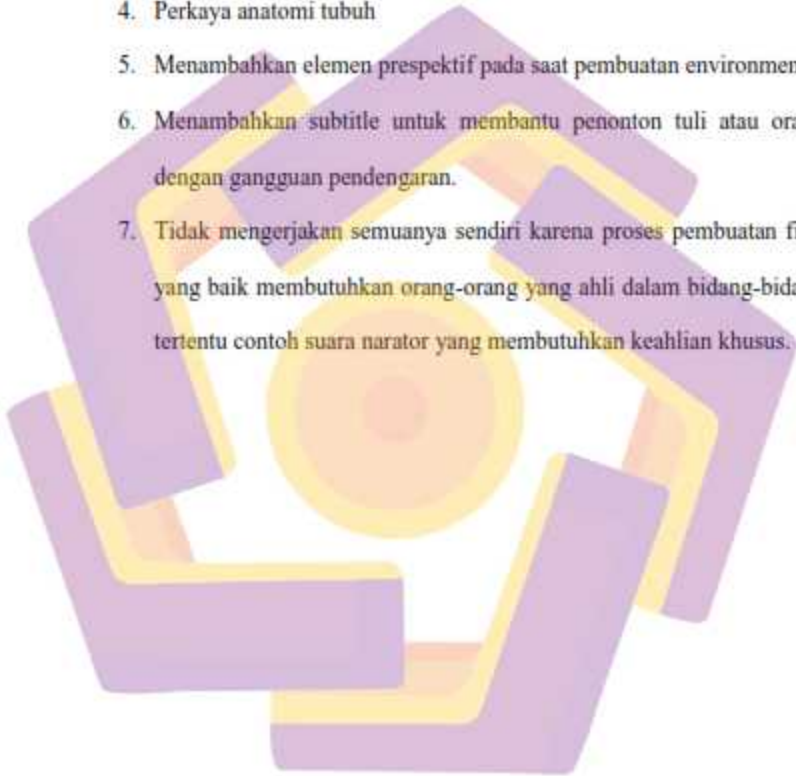 4. Perkaya anatomi tubuh
5. Menambahkan elemen prespektif pada saat pembuatan environmen
6. Menambahkan subtitle untuk membantu penonton tuli atau ora
dengan gangguan pendengaran.
7. Tidak mengerjakan semuanya sendiri karena proses pembuatan fi
yang baik membutuhkan orang-orang yang ahli dalam bidang-bida
tertentu contoh suara narator yang membutuhkan keahlian khusus.